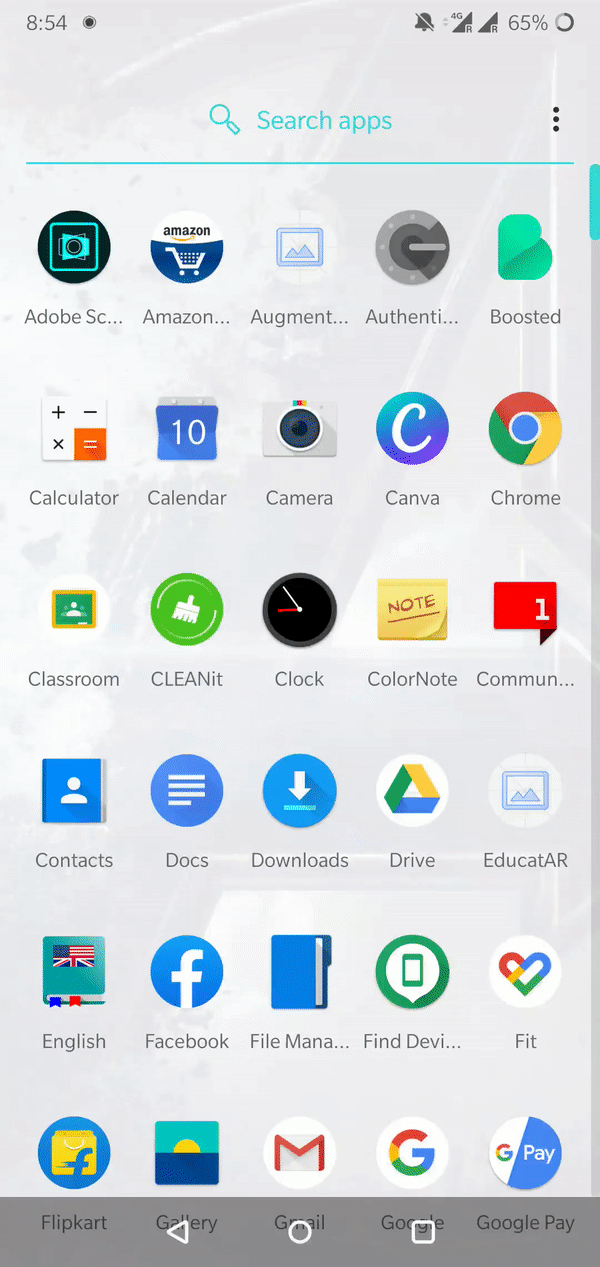 8:54 4G R R 65%
Search apps
amazon
Adobe Sc... Amazon... Augment... Authenti... Boosted
10
Calculator Calendar Camera Canva Chrome
NOTE 1
Classroom CLEANit Clock ColorNote Commun...
Contacts Docs Downloads Drive EducatAR
English Facebook File Mana... Find Devi... Fit
G Pay
Flipkart Gallery Gmail Google Google Pay